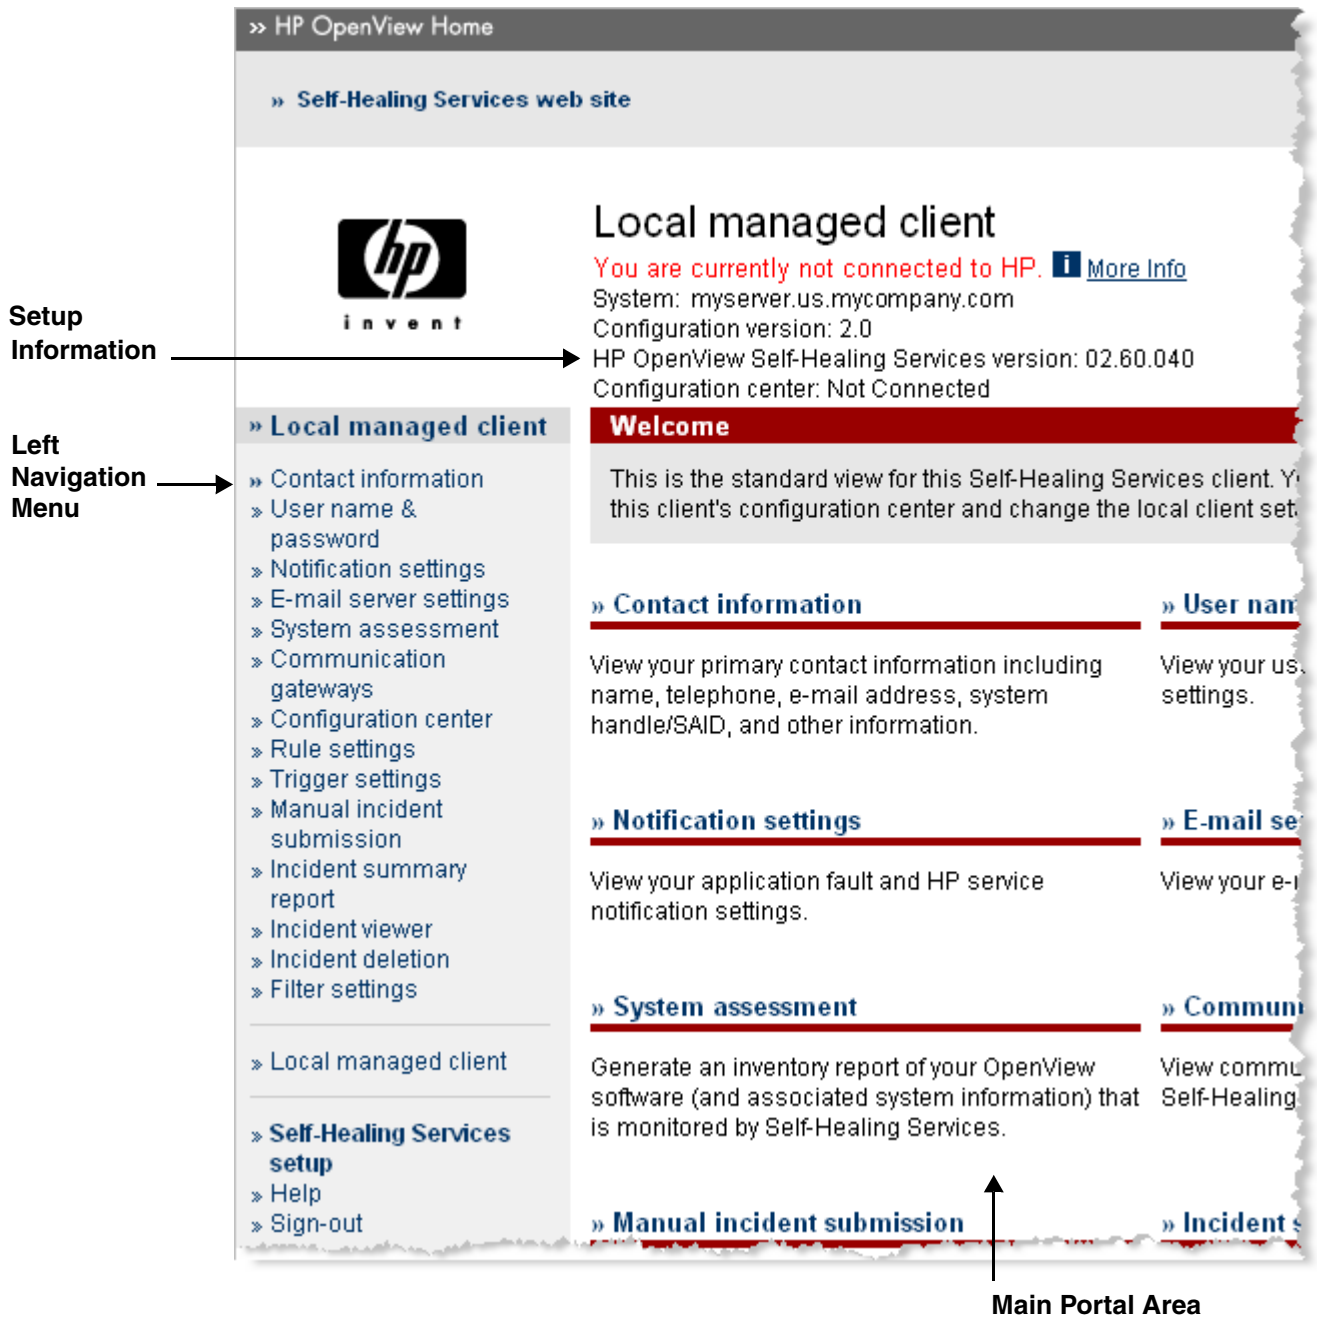 » HP OpenView Home
» Self-Healing Services web site
hp
invent
Local managed client
You are currently not connected to HP. i More Info
System: myserver.us.mycompany.com
Configuration version: 2.0
HP OpenView Self-Healing Services version: 02.60.040
Configuration center: Not Connected
Setup
Information
Left
Navigation
Menu
» Local managed client
» Contact information
» User name &
password
» Notification settings
» E-mail server settings
» System assessment
» Communication
gateways
» Configuration center
» Rule settings
» Trigger settings
» Manual incident
submission
» Incident summary
report
» Incident viewer
» Incident deletion
» Filter settings
» Local managed client
» Self-Healing Services
setup
» Help
» Sign-out
Welcome
This is the standard view for this Self-Healing Services client.
this client's configuration center and change the local client
» Contact information
View your primary contact information including
name, telephone, e-mail address, system
handle/SAID, and other information.
» User
View your
settings.
» Notification settings
View your application fault and HP service
notification settings.
» E-mail
View your
» System assessment
Generate an inventory report of your OpenView
software (and associated system information) that
is monitored by Self-Healing Services.
»
View
Self-Healing
» Manual incident submission
» Incident
Main Portal Area